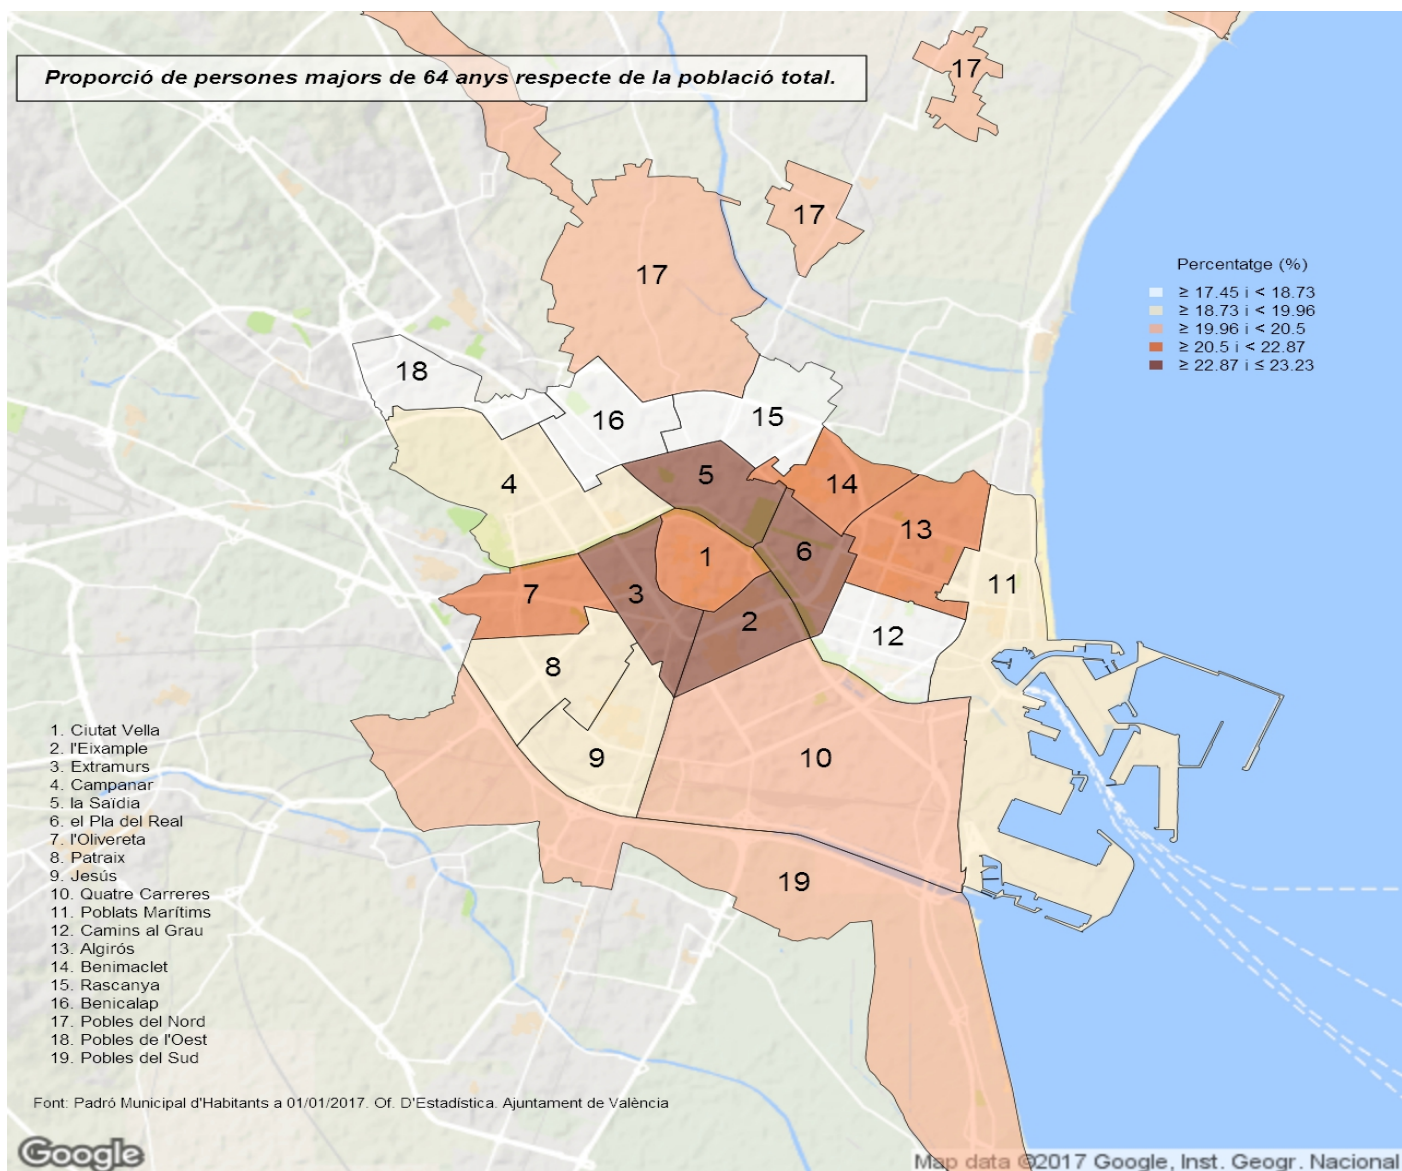 Proporció de persones majors de 64 anys respecte de la població total.
17
17
17
Percentatge (%)
≥ 17.45 i < 18.73
≥ 18.73 i < 19.96
≥ 19.96 i < 20.5
≥ 20.5 i < 22.87
≥ 22.87 i ≤ 23.23
18
16
15
5
4
14
13
1
6
11
7
3
2
12
8
9
10
19
1. Ciutat Vella
2. l'Eixample
3. Extramurs
4. Campanar
5. la Saïdia
6. el Pla del Real
7. l'Olivereta
8. Patraix
9. Jesús
10. Quatre Carreres
11. Poblats Marítims
12. Camins al Grau
13. Algirós
14. Benimaclet
15. Rascanya
16. Benicalap
17. Pobles del Nord
18. Pobles de l'Oest
19. Pobles del Sud
Font: Padró Municipal d'Habitants a 01/01/2017. Of. D'Estadística. Ajuntament de València
Google
Map data ©2017 Google, Inst. Geogr. Nacional